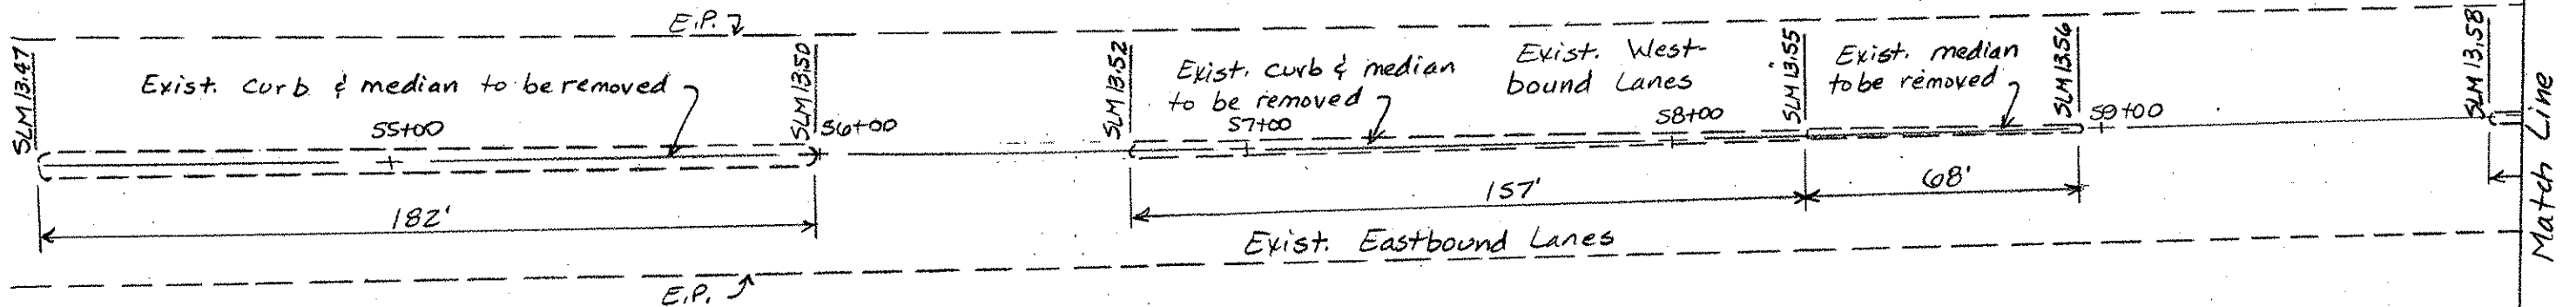 E.P.
SLM 13.47
Exist. curb & median to be removed
55+00
SLM 13.50
56+00
SLM 13.52
Exist. curb & median
to be removed
57+00
Exist. West-
bound Lanes
58+00
SLM 13.55
Exist. median
to be removed
SLM 13.56
59+00
SLM 13.58
Match Line
182'
157'
68'
Exist. Eastbound Lanes
E.P.